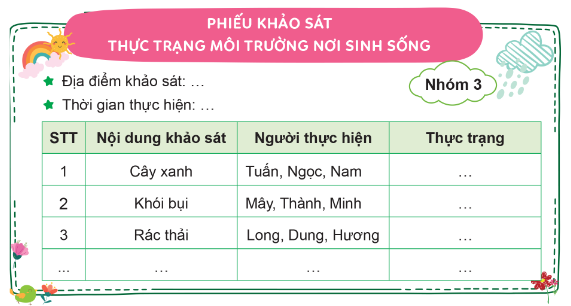 PHIẾU KHẢO SÁT
THỰC TRẠNG MÔI TRƯỜNG NƠI SINH SỐNG
Địa điểm khảo sát: ...
Thời gian thực hiện: ...
Nhóm 3
STT Nội dung khảo sát Người thực hiện Thực trạng
1 Cây xanh Tuấn, Ngọc, Nam ...
2 Khói bụi Mây, Thành, Minh ...
3 Rác thải Long, Dung, Hương ...
... ... ... ...